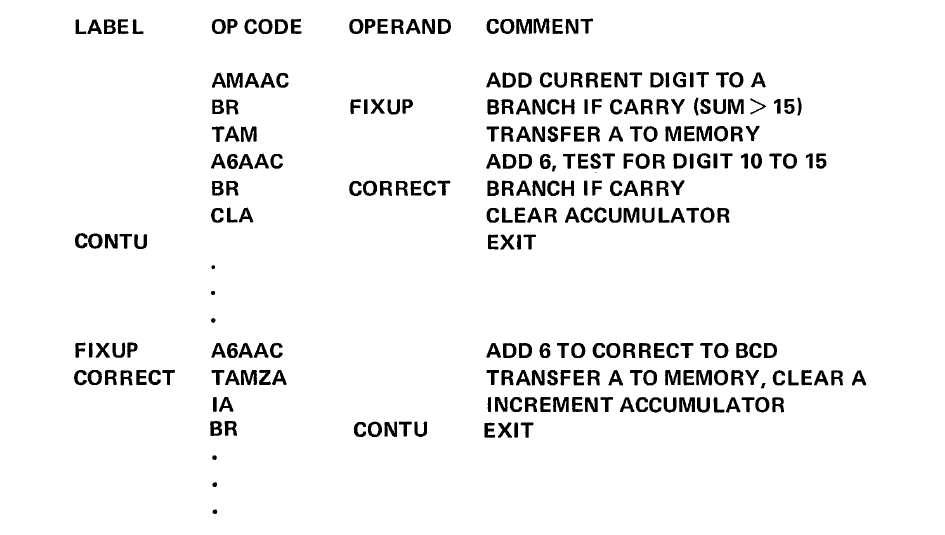 LABEL OP CODE OPERAND COMMENT
AMAAC ADD CURRENT DIGIT TO A
BR FIXUP BRANCH IF CARRY (SUM > 15)
TAM TRANSFER A TO MEMORY
A6AAC ADD 6, TEST FOR DIGIT 10 TO 15
BR CORRECT BRANCH IF CARRY
CLA CLEAR ACCUMULATOR
CONTU EXIT
.
.
.
FIXUP A6AAC ADD 6 TO CORRECT TO BCD
CORRECT TAMZA TRANSFER A TO MEMORY, CLEAR A
IA INCREMENT ACCUMULATOR
BR CONTU EXIT
.
.
.